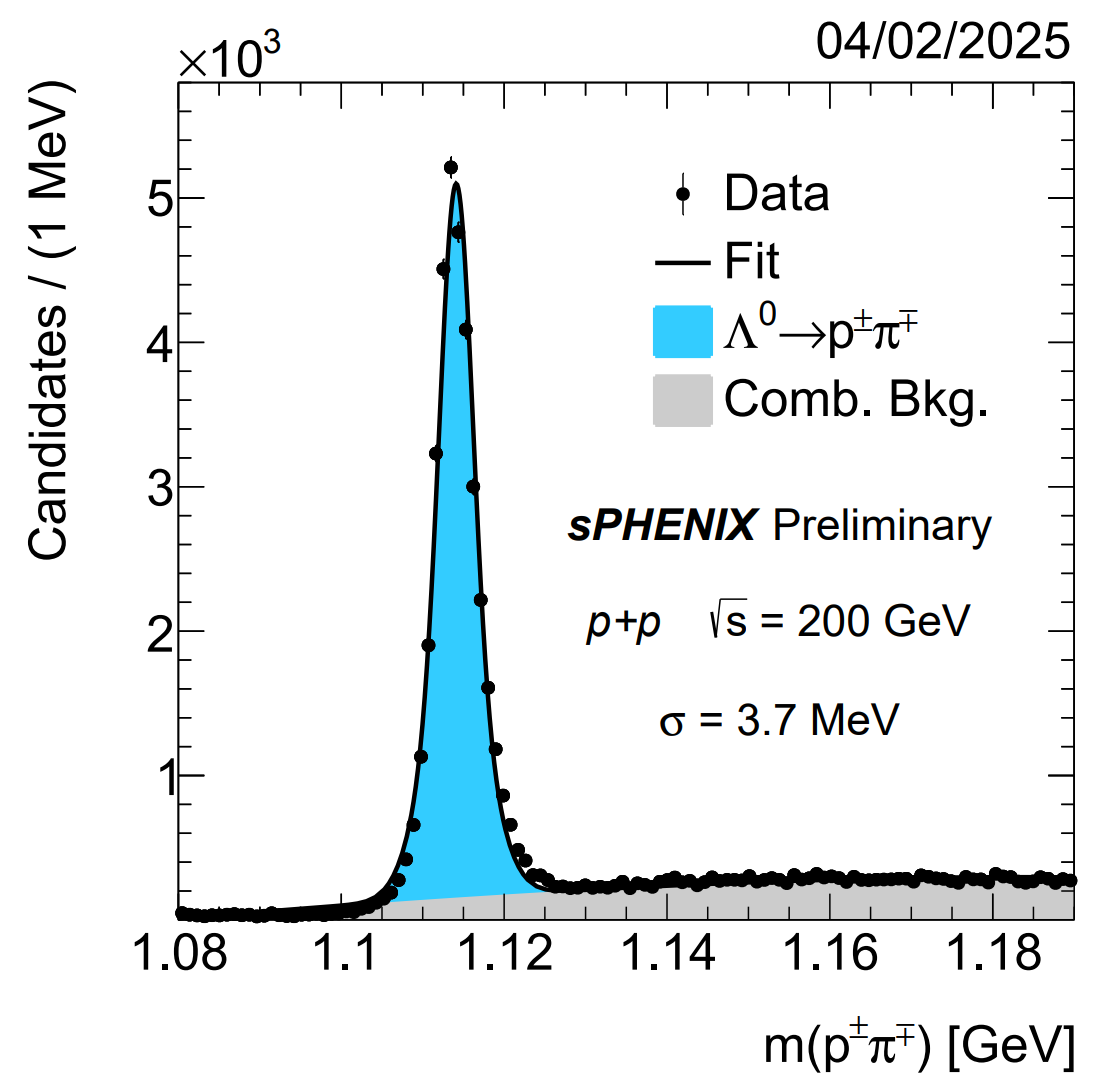 04/02/2025
×10³
Candidates / (1 MeV)
5
4
3
2
1
Data
Fit
Λ⁰→p±π∓
Comb. Bkg.
sPHENIX Preliminary
p+p √s = 200 GeV
σ = 3.7 MeV
1.08 1.1 1.12 1.14 1.16 1.18
m(p±π∓) [GeV]